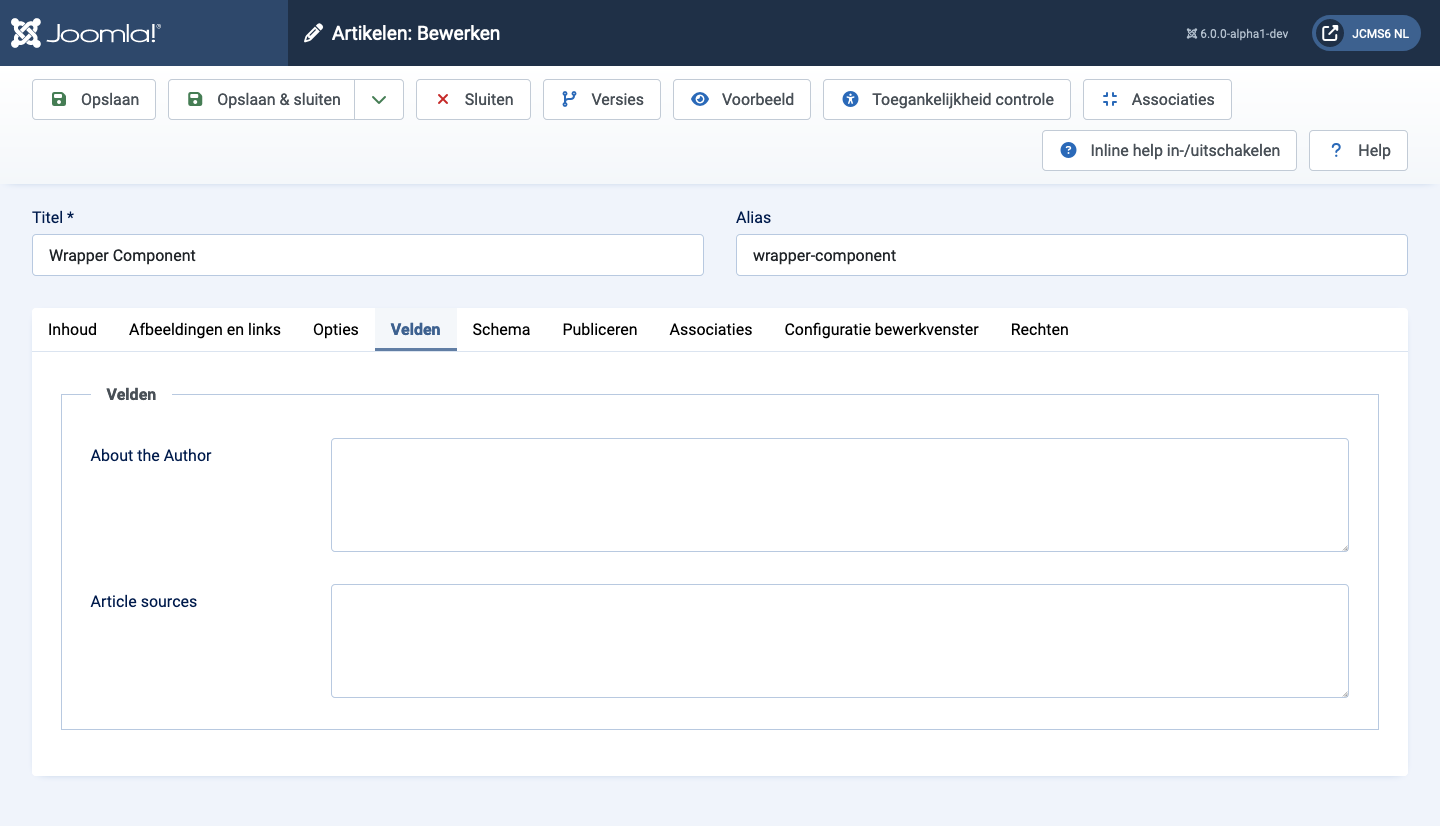 Joomla!®
Artikelen: Bewerken
6.0.0-alpha1-dev
JCMS6 NL
Opslaan
Opslaan & sluiten
Sluiten
Versies
Voorbeeld
Toegankelijkheid controle
Associaties
Inline help in-/uitschakelen
Help
Titel *
Alias
Wrapper Component
wrapper-component
Inhoud
Afbeeldingen en links
Opties
Velden
Schema
Publiceren
Associaties
Configuratie bewerkvenster
Rechten
Velden
About the Author
Article sources